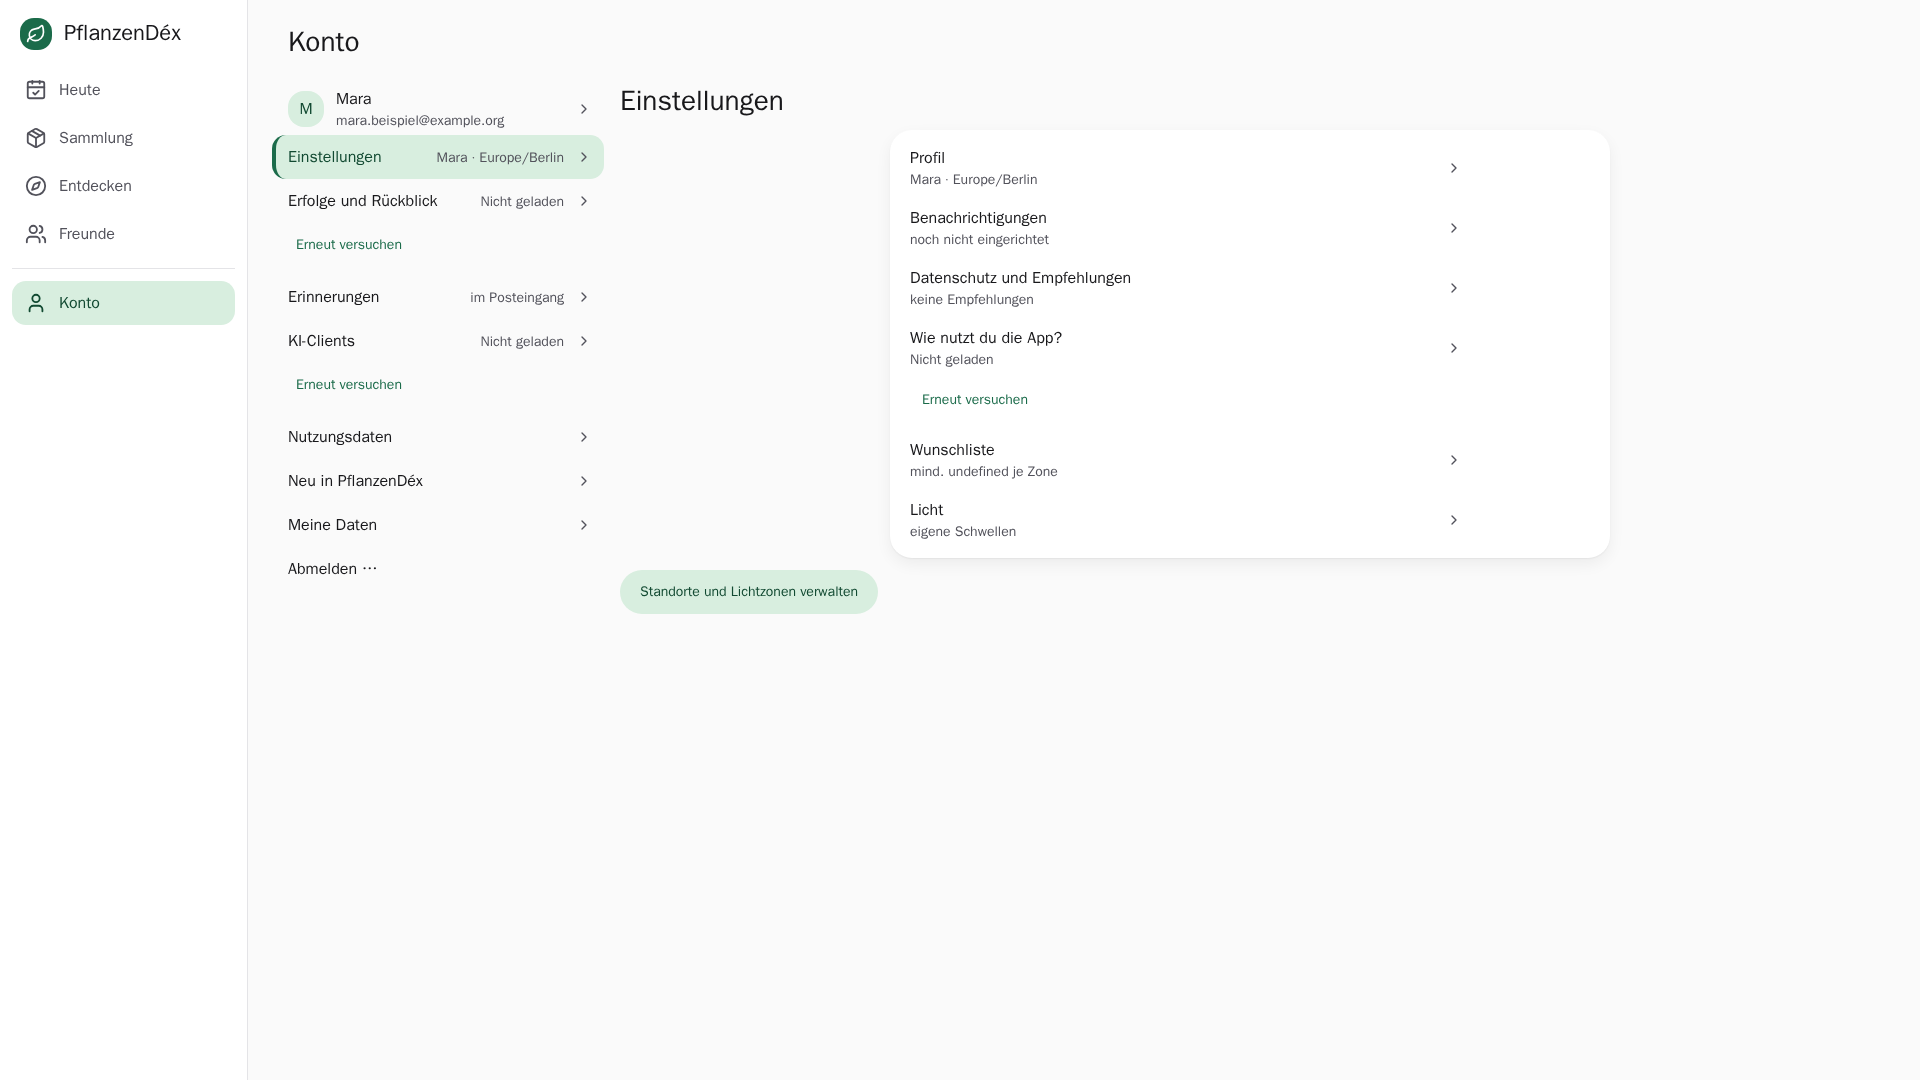 PflanzenDéx
Heute
Sammlung
Entdecken
Freunde
Konto
Konto
M
Mara
mara.beispiel@example.org
Einstellungen
Mara · Europe/Berlin
Erfolge und Rückblick
Nicht geladen
Erneut versuchen
Erinnerungen
im Posteingang
KI-Clients
Nicht geladen
Erneut versuchen
Nutzungsdaten
Neu in PflanzenDéx
Meine Daten
Abmelden ···
Einstellungen
Profil
Mara · Europe/Berlin
Benachrichtigungen
noch nicht eingerichtet
Datenschutz und Empfehlungen
keine Empfehlungen
Wie nutzt du die App?
Nicht geladen
Erneut versuchen
Wunschliste
mind. undefined je Zone
Licht
eigene Schwellen
Standorte und Lichtzonen verwalten